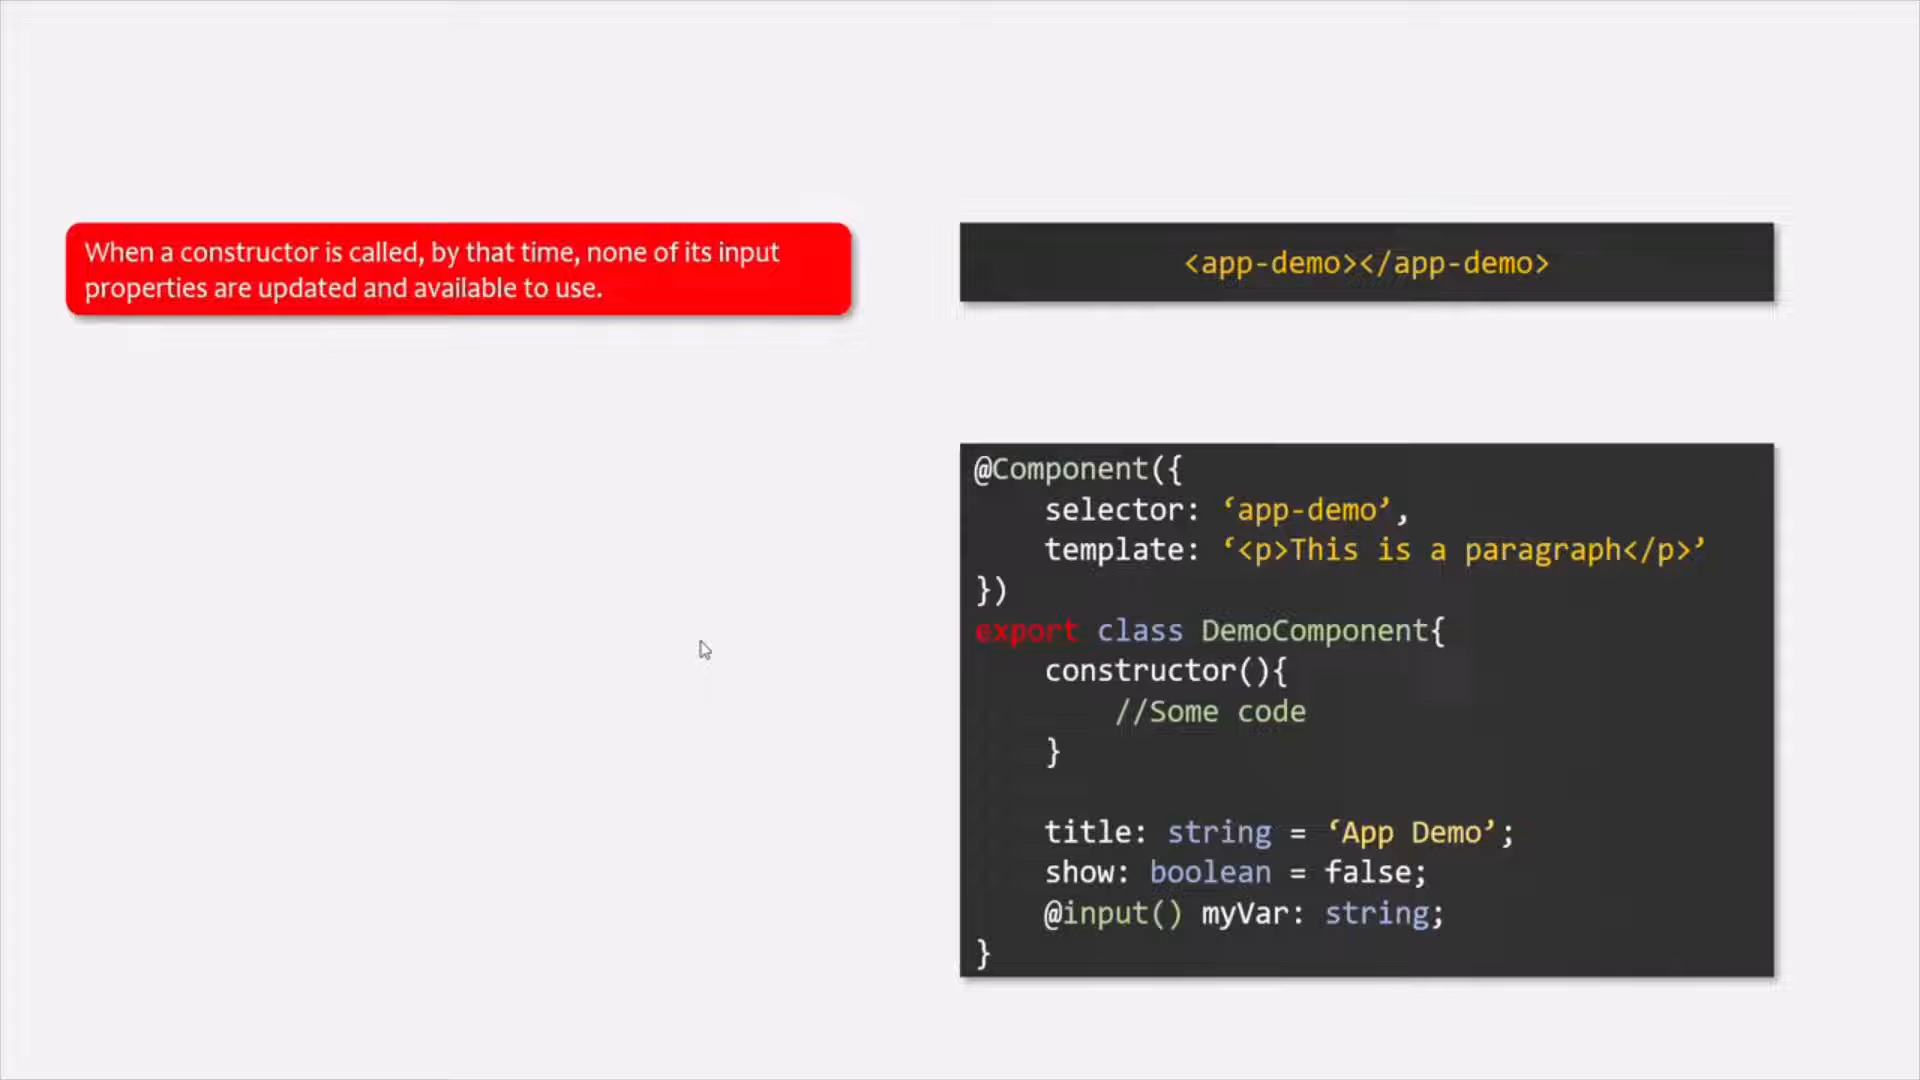 When a constructor is called, by that time, none of its input
properties are updated and available to use.
<app-demo></app-demo>
@Component({
    selector: ‘app-demo’,
    template: ‘<p>This is a paragraph</p>’
})
export class DemoComponent{
    constructor(){
        //Some code
    }

    title: string = ‘App Demo’;
    show: boolean = false;
    @input() myVar: string;
}